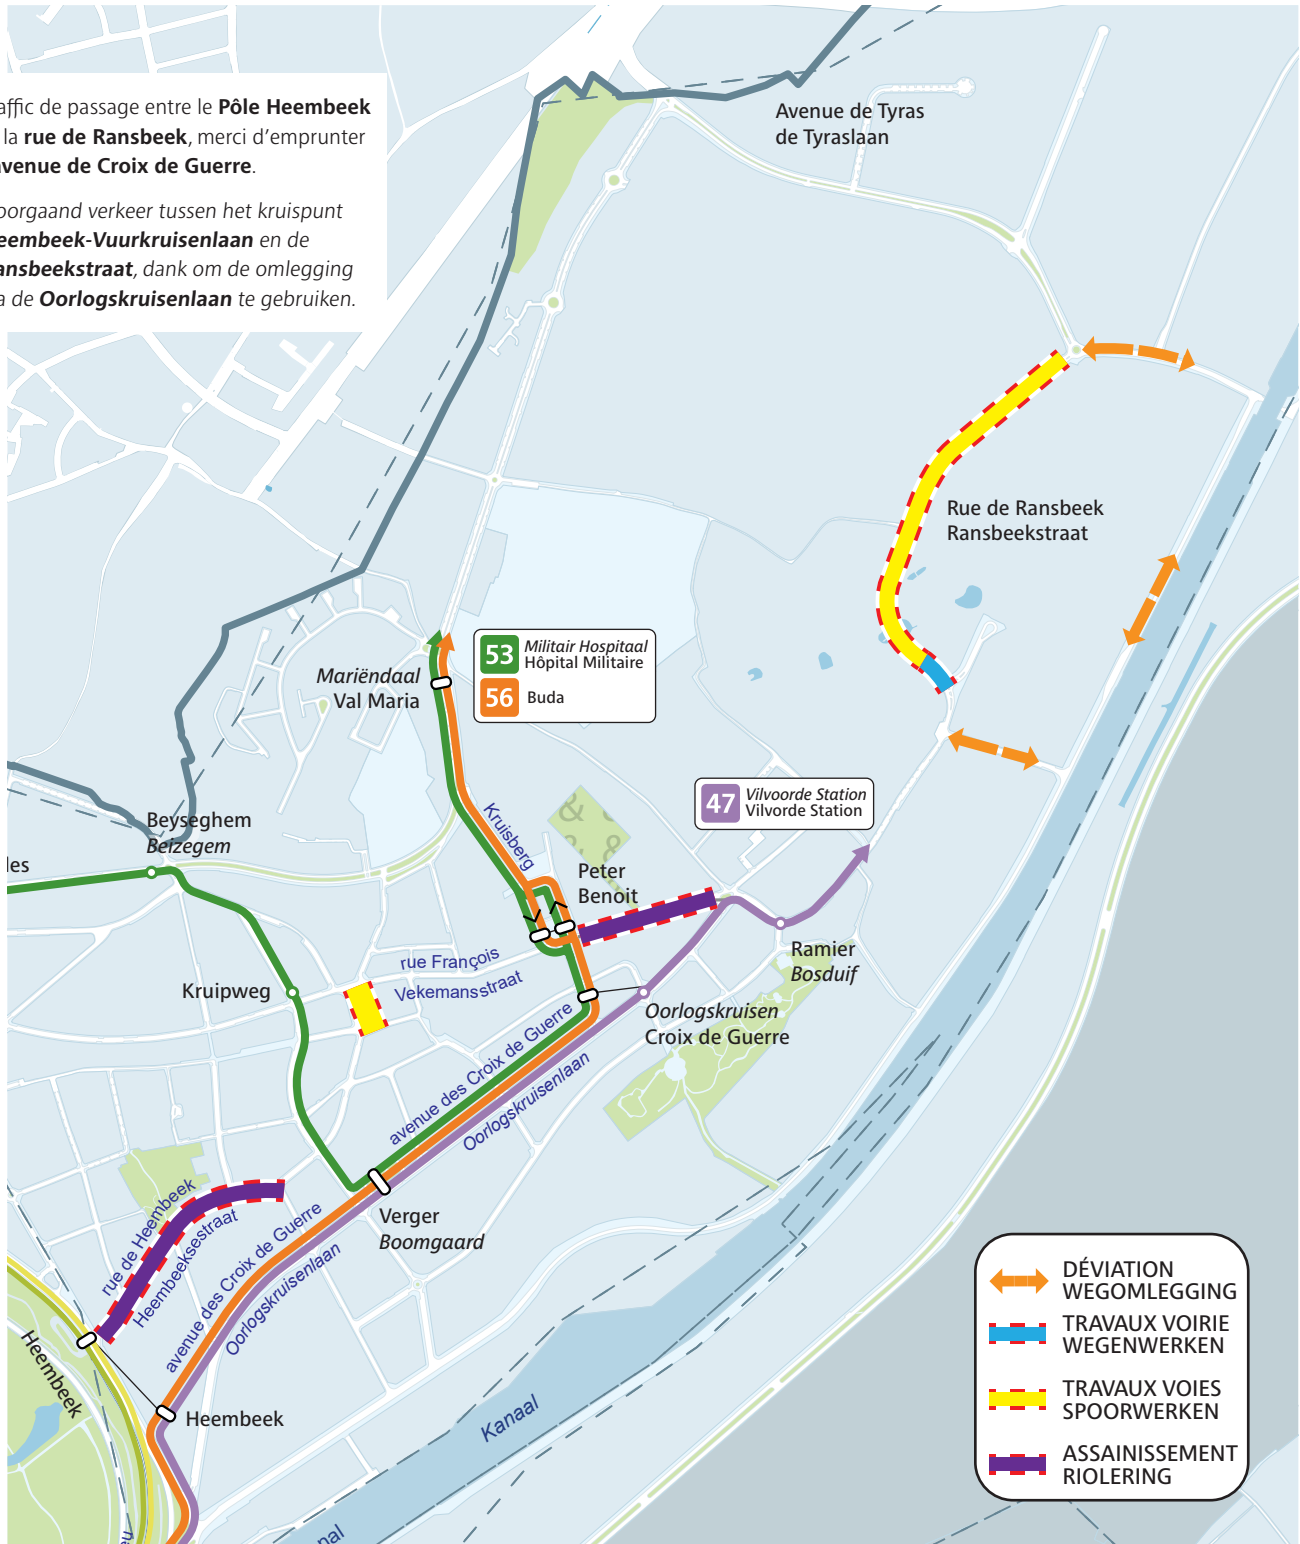 affic de passage entre le Pôle Heembeek
la rue de Ransbeek, merci d'emprunter
avenue de Croix de Guerre.
oorgaand verkeer tussen het kruispunt
eembeek-Vuurkruisenlaan en de
ansbeekstraat, dank om de omlegging
a de Oorlogskruisenlaan te gebruiken.
Avenue de Tyras
de Tyraslaan
Rue de Ransbeek
Ransbeekstraat
53 Militair Hospitaal
Hôpital Militaire
56 Buda
Mariëndaal
Val Maria
47 Vilvoorde Station
Vilvorde Station
Kruisberg
Beyseghem
Beizegem
les
Peter
Benoit
&
&
&
Ramier
Bosduif
rue François
Vekemansstraat
Kruipweg
Oorlogskruisen
Croix de Guerre
avenue des Croix de Guerre
Oorlogskruisenlaan
Verger
Boomgaard
rue de Heembeek
Heembeeksestraat
avenue des Croix de Guerre
Oorlogskruisenlaan
Heembeek
Heembeek
Kanaal
nal
eu
DÉVIATION
WEGOMLEGGING
TRAVAUX VOIRIE
WEGENWERKEN
TRAVAUX VOIES
SPOORWERKEN
ASSAINISSEMENT
RIOLERING